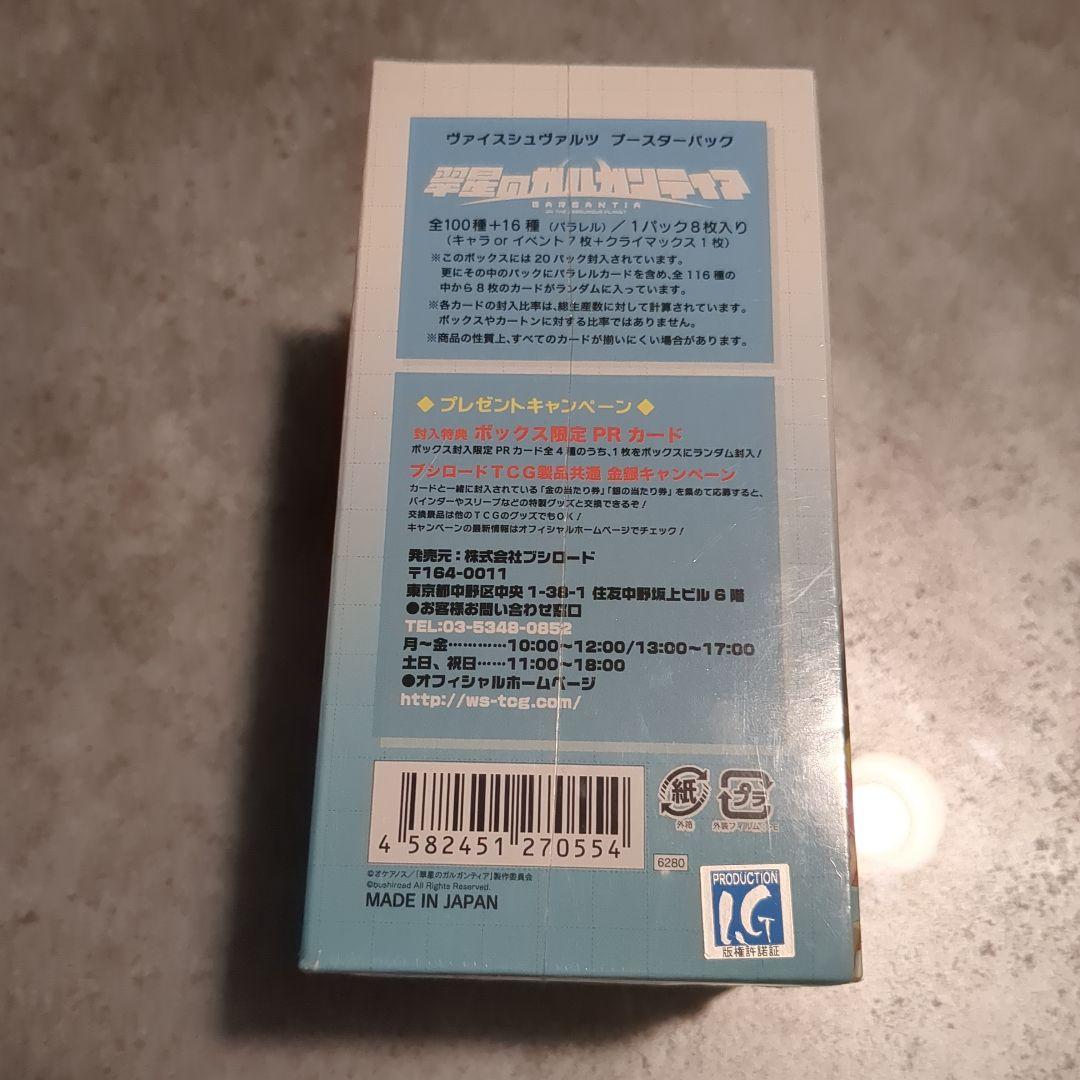 ヴァイスシュヴァルツ ブースターパック
翠星のガルガンティア
GARGANTIA
ON THE VERDUROUS PLANET
全100種＋16種（パラレル）／1パック8枚入り
（キャラ or イベント7枚＋クライマックス1枚）
※このボックスには20パック封入されています。
更にその中のパックにパラレルカードを含め、全116種の
中から8枚のカードがランダムに入っています。
※各カードの封入比率は、総生産数に対して計算されています。
ボックスやカートンに対する比率ではありません。
※商品の性質上、すべてのカードが揃いにくい場合があります。
◆プレゼントキャンペーン◆
封入特典 ボックス限定PRカード
ボックス封入限定PRカード全4種のうち、1枚をボックスにランダム封入！
ブシロードTCG製品共通 金銀キャンペーン
カードと一緒に封入されている「金の当たり券」「銀の当たり券」を集めて応募すると、
バインダーやスリーブなどの特製グッズと交換できるぞ！
交換景品は他のTCGのグッズでもOK！
キャンペーンの最新情報はオフィシャルホームページでチェック！
発売元：株式会社ブシロード
〒164-0011
東京都中野区中央1-38-1 住友中野坂上ビル6階
●お客様お問い合わせ窓口
TEL:03-5348-0852
月～金…………10:00～12:00/13:00～17:00
土日、祝日……11:00～18:00
●オフィシャルホームページ
http://ws-tcg.com/
紙
外箱
プラ
外装フィルム:PE
4 582451 270554
6280
©オケアノス／「翠星のガルガンティア」製作委員会
©bushiroad All Rights Reserved.
MADE IN JAPAN
PRODUCTION
I.G
版権許諾証